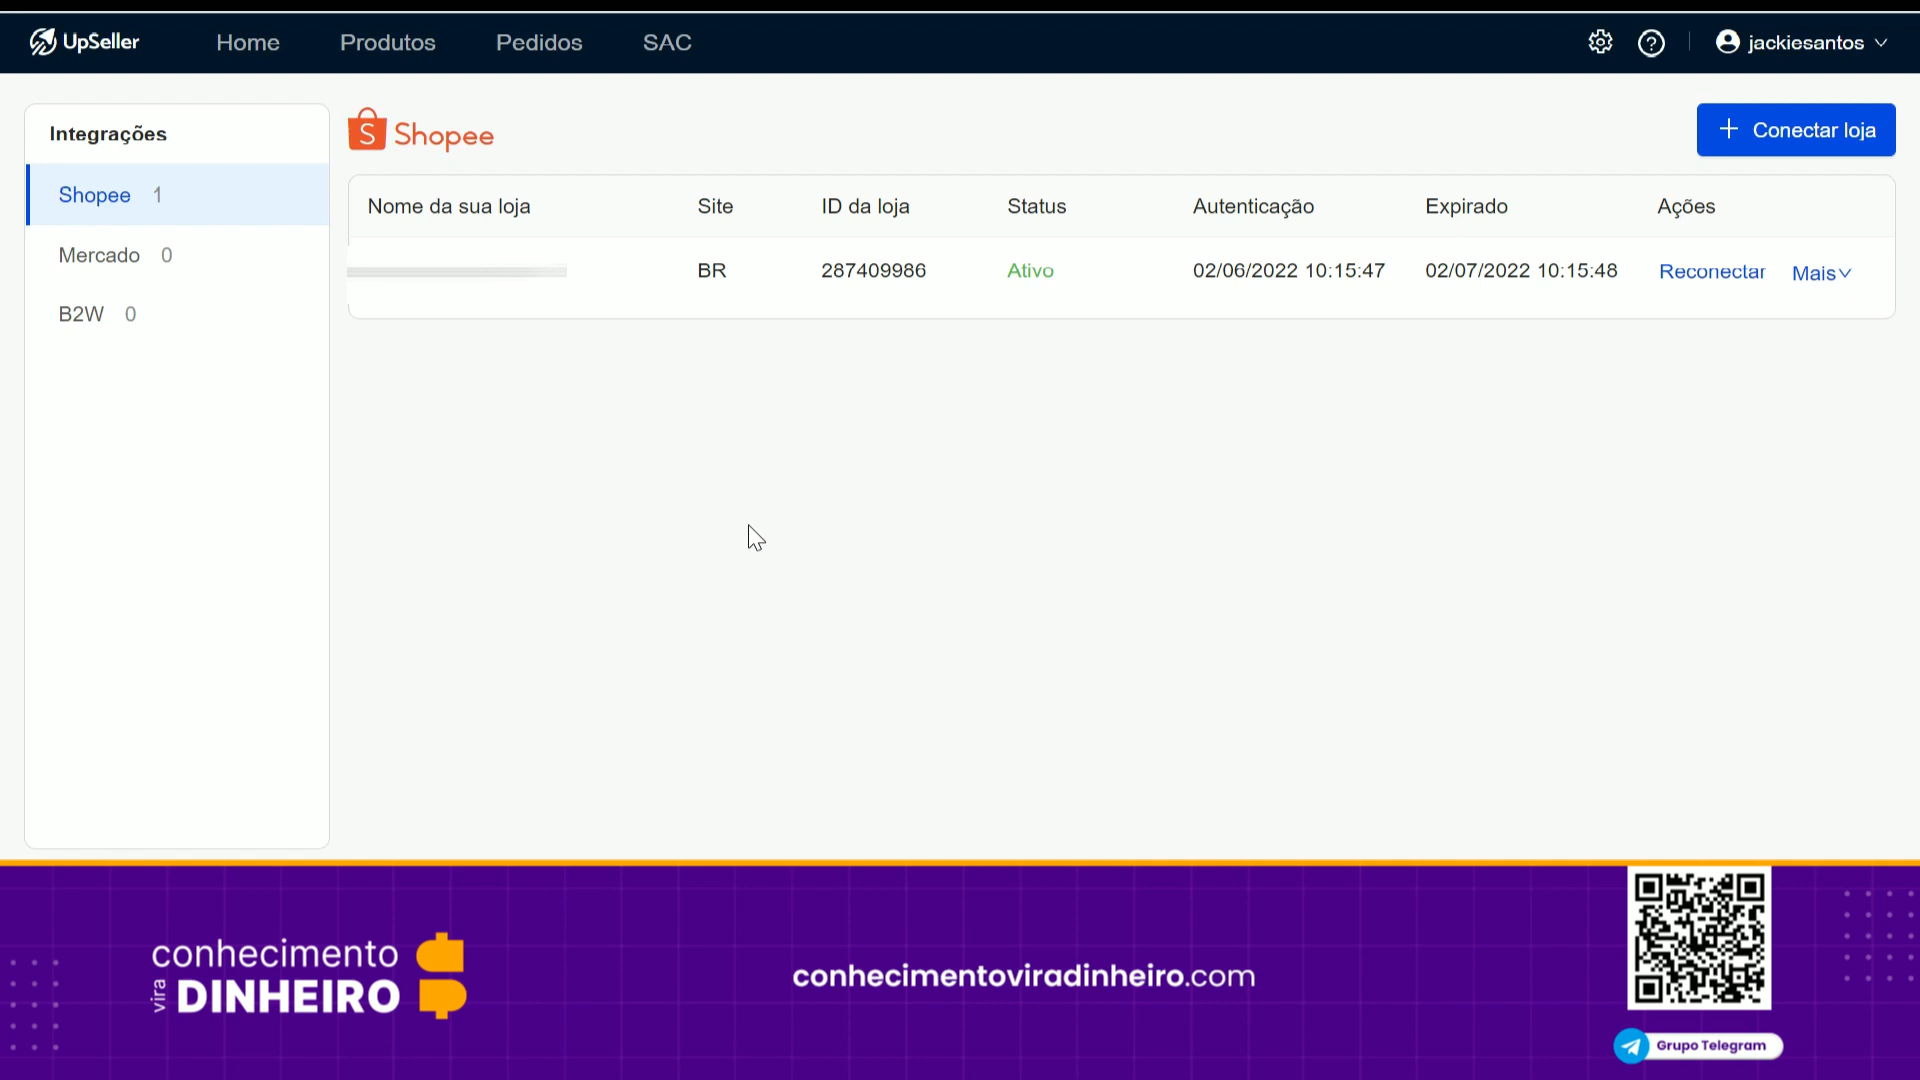 UpSeller Home Produtos Pedidos SAC jackiesantos
Integrações
Shopee 1
Mercado 0
B2W 0
Shopee
+ Conectar loja
Nome da sua loja Site ID da loja Status Autenticação Expirado Ações
BR 287409986 Ativo 02/06/2022 10:15:47 02/07/2022 10:15:48 Reconectar Mais
conhecimento
vira DINHEIRO
conhecimentoviradinheiro.com
Grupo Telegram